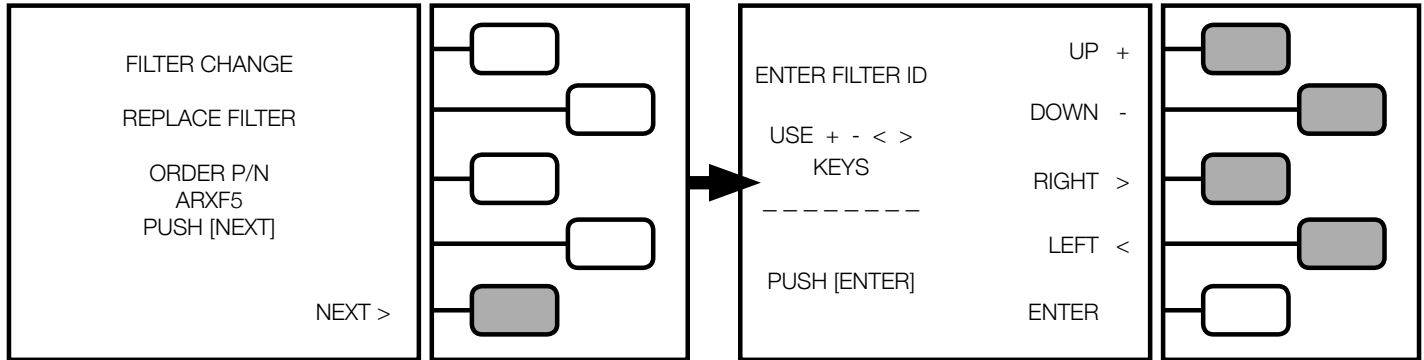 FILTER CHANGE
REPLACE FILTER
ORDER P/N
ARXF5
PUSH [NEXT]
NEXT >
ENTER FILTER ID
USE + - < >
KEYS
_ _ _ _ _ _ _ _
PUSH [ENTER]
UP +
DOWN -
RIGHT >
LEFT <
ENTER